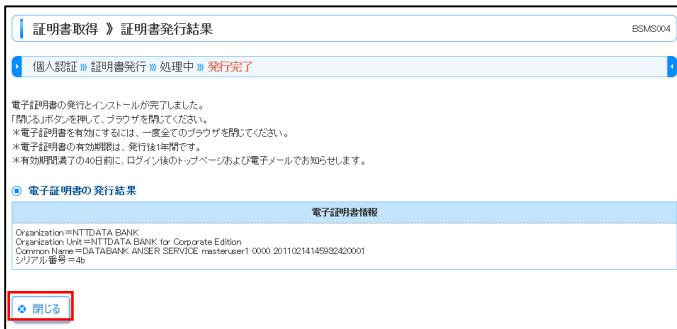 証明書取得 》 証明書発行結果
BSMS004
個人認証 ⟫ 証明書発行 ⟫ 処理中 ⟫ 発行完了
電子証明書の発行とインストールが完了しました。
「閉じる」ボタンを押して、ブラウザを閉じてください。
＊電子証明書を有効にするには、一度全てのブラウザを閉じてください。
＊電子証明書の有効期限は、発行後1年間です。
＊有効期間満了の40日前に、ログイン後のトップページおよび電子メールでお知らせします。
電子証明書の発行結果
電子証明書情報
Organization＝NTTDATA BANK
Organization Unit＝NTTDATA BANK for Corporate Edition
Common Name＝DATABANK ANSER SERVICE masteruser1 0000 20110214145932420001
シリアル番号＝4b
閉じる